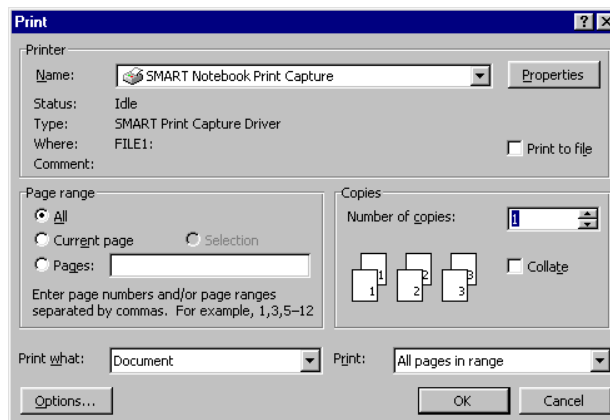 Print
Printer
Name: SMART Notebook Print Capture Properties
Status: Idle
Type: SMART Print Capture Driver
Where: FILE1: Print to file
Comment:
Page range
All
Current page Selection
Pages:
Enter page numbers and/or page ranges
separated by commas. For example, 1,3,5–12
Copies
Number of copies: 1
1 2 3
1 2 3
Collate
Print what: Document Print: All pages in range
Options... OK Cancel